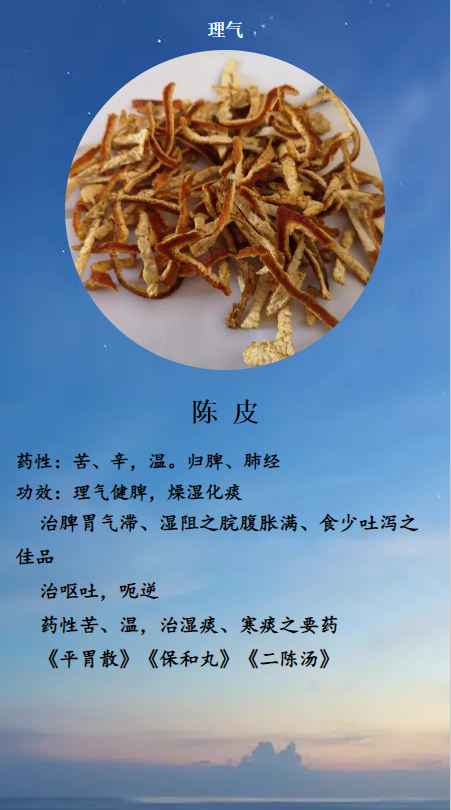 理气
陈 皮
药性：苦、辛，温。归脾、肺经
功效：理气健脾，燥湿化痰
治脾胃气滞、湿阻之脘腹胀满、食少吐泻之
佳品
治呕吐，呃逆
药性苦、温，治湿痰、寒痰之要药
《平胃散》《保和丸》《二陈汤》